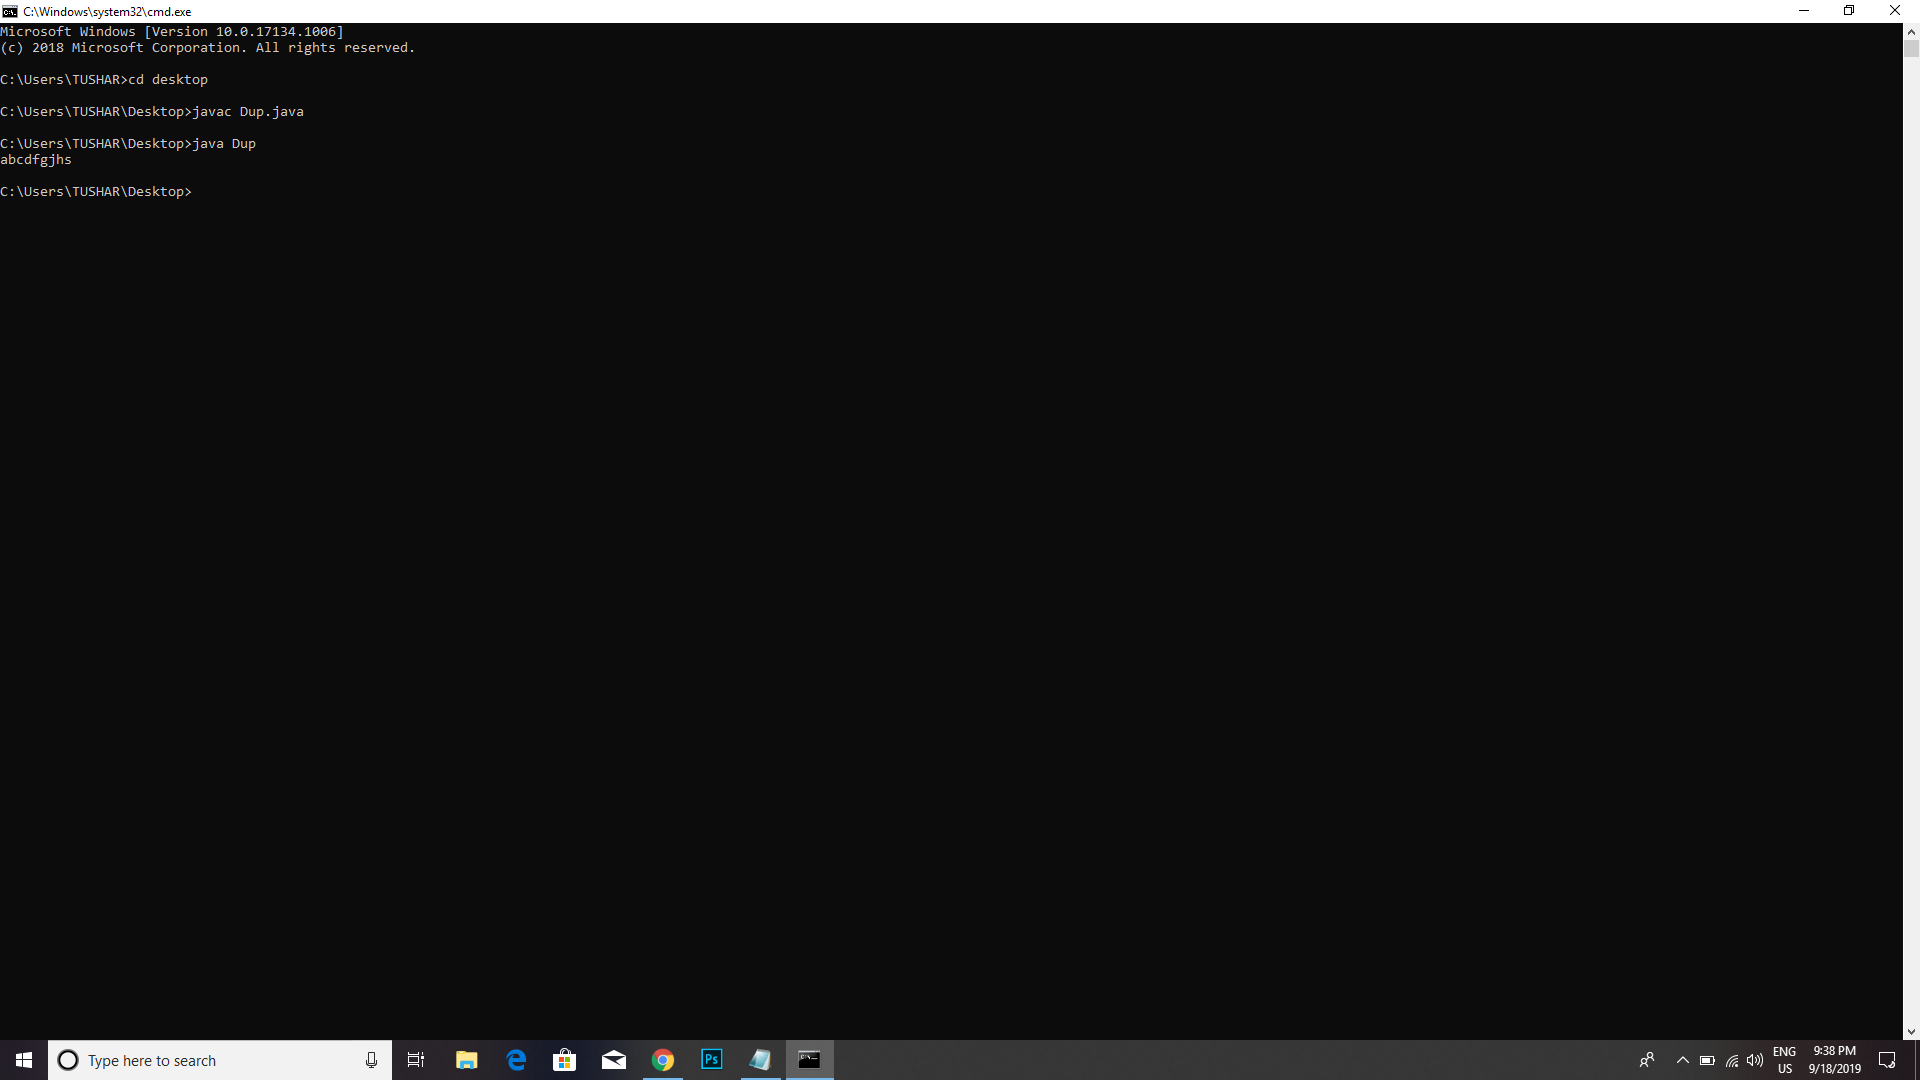 C:\Windows\system32\cmd.exe
Microsoft Windows [Version 10.0.17134.1006]
(c) 2018 Microsoft Corporation. All rights reserved.
C:\Users\TUSHAR>cd desktop
C:\Users\TUSHAR\Desktop>javac Dup.java
C:\Users\TUSHAR\Desktop>java Dup
abcdfgjhs
C:\Users\TUSHAR\Desktop>
Type here to search
Ps
ENG
US
9:38 PM
9/18/2019